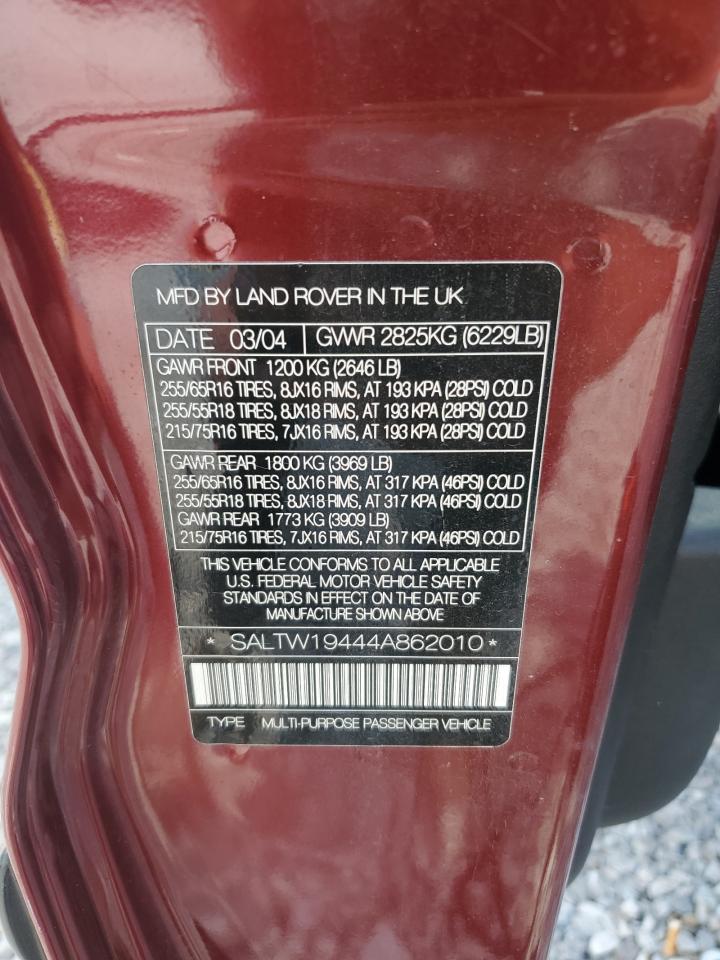 MFD BY LAND ROVER IN THE UK
DATE 03/04 GVWR 2825KG (6229LB)
GAWR FRONT 1200 KG (2646 LB)
255/65R16 TIRES, 8JX16 RIMS, AT 193 KPA (28PSI) COLD
255/55R18 TIRES, 8JX18 RIMS, AT 193 KPA (28PSI) COLD
215/75R16 TIRES, 7JX16 RIMS, AT 193 KPA (28PSI) COLD
GAWR REAR 1800 KG (3969 LB)
255/65R16 TIRES, 8JX16 RIMS, AT 317 KPA (46PSI) COLD
255/55R18 TIRES, 8JX18 RIMS, AT 317 KPA (46PSI) COLD
GAWR REAR 1773 KG (3909 LB)
215/75R16 TIRES, 7JX16 RIMS, AT 317 KPA (46PSI) COLD
THIS VEHICLE CONFORMS TO ALL APPLICABLE
U.S. FEDERAL MOTOR VEHICLE SAFETY
STANDARDS IN EFFECT ON THE DATE OF
MANUFACTURE SHOWN ABOVE
* SALTW19444A862010 *
TYPE MULTI-PURPOSE PASSENGER VEHICLE